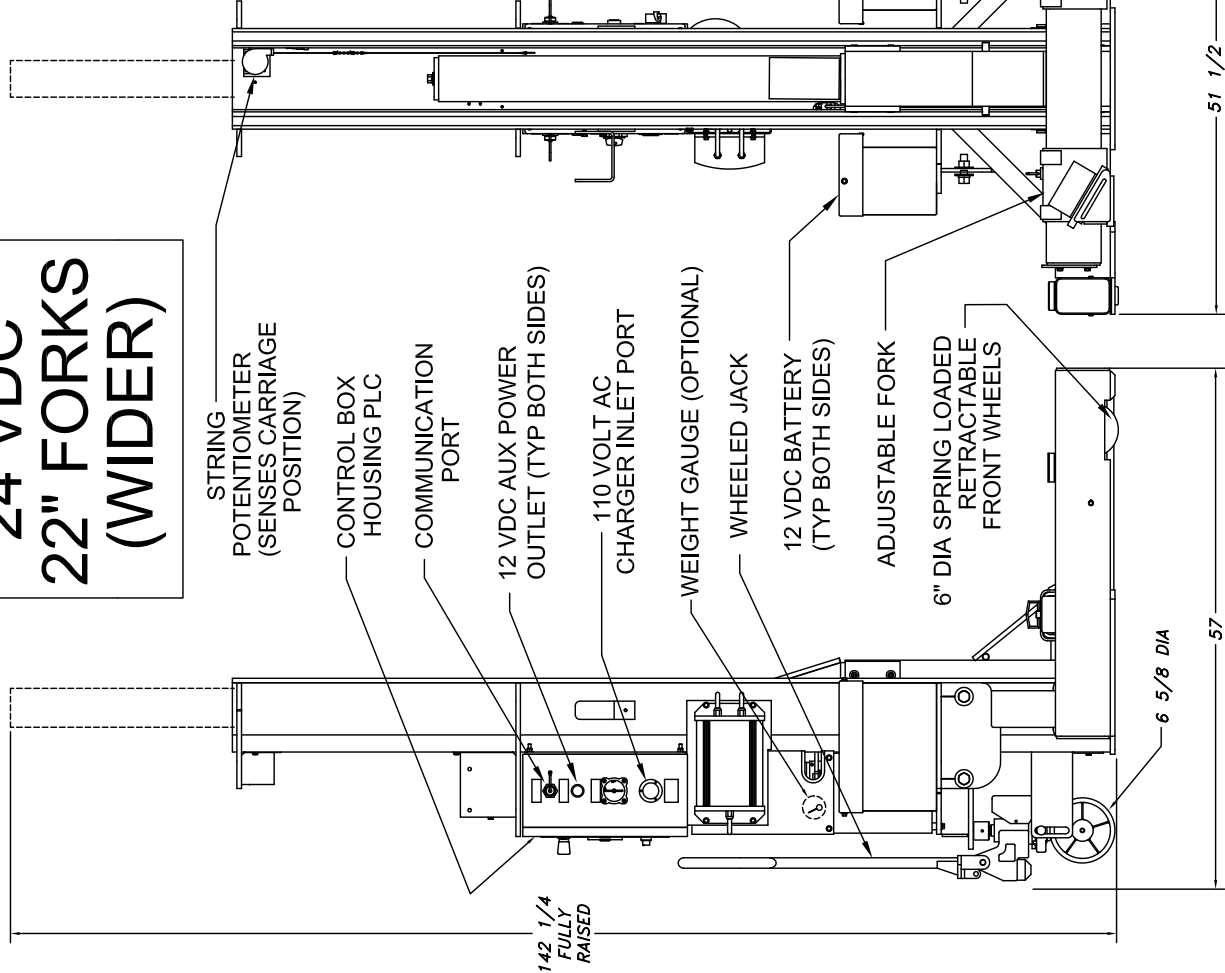 24 VDC
22" FORKS
(WIDER)
STRING
POTENTIOMETER
(SENSES CARRIAGE
POSITION)
CONTROL BOX
HOUSING PLC
COMMUNICATION
PORT
12 VDC AUX POWER
OUTLET (TYP BOTH SIDES)
110 VOLT AC
CHARGER INLET PORT
WEIGHT GAUGE (OPTIONAL)
WHEELED JACK
12 VDC BATTERY
(TYP BOTH SIDES)
ADJUSTABLE FORK
6" DIA SPRING LOADED
RETRACTABLE
FRONT WHEELS
142 1/4
FULLY
RAISED
6 5/8 DIA
57
51 1/2